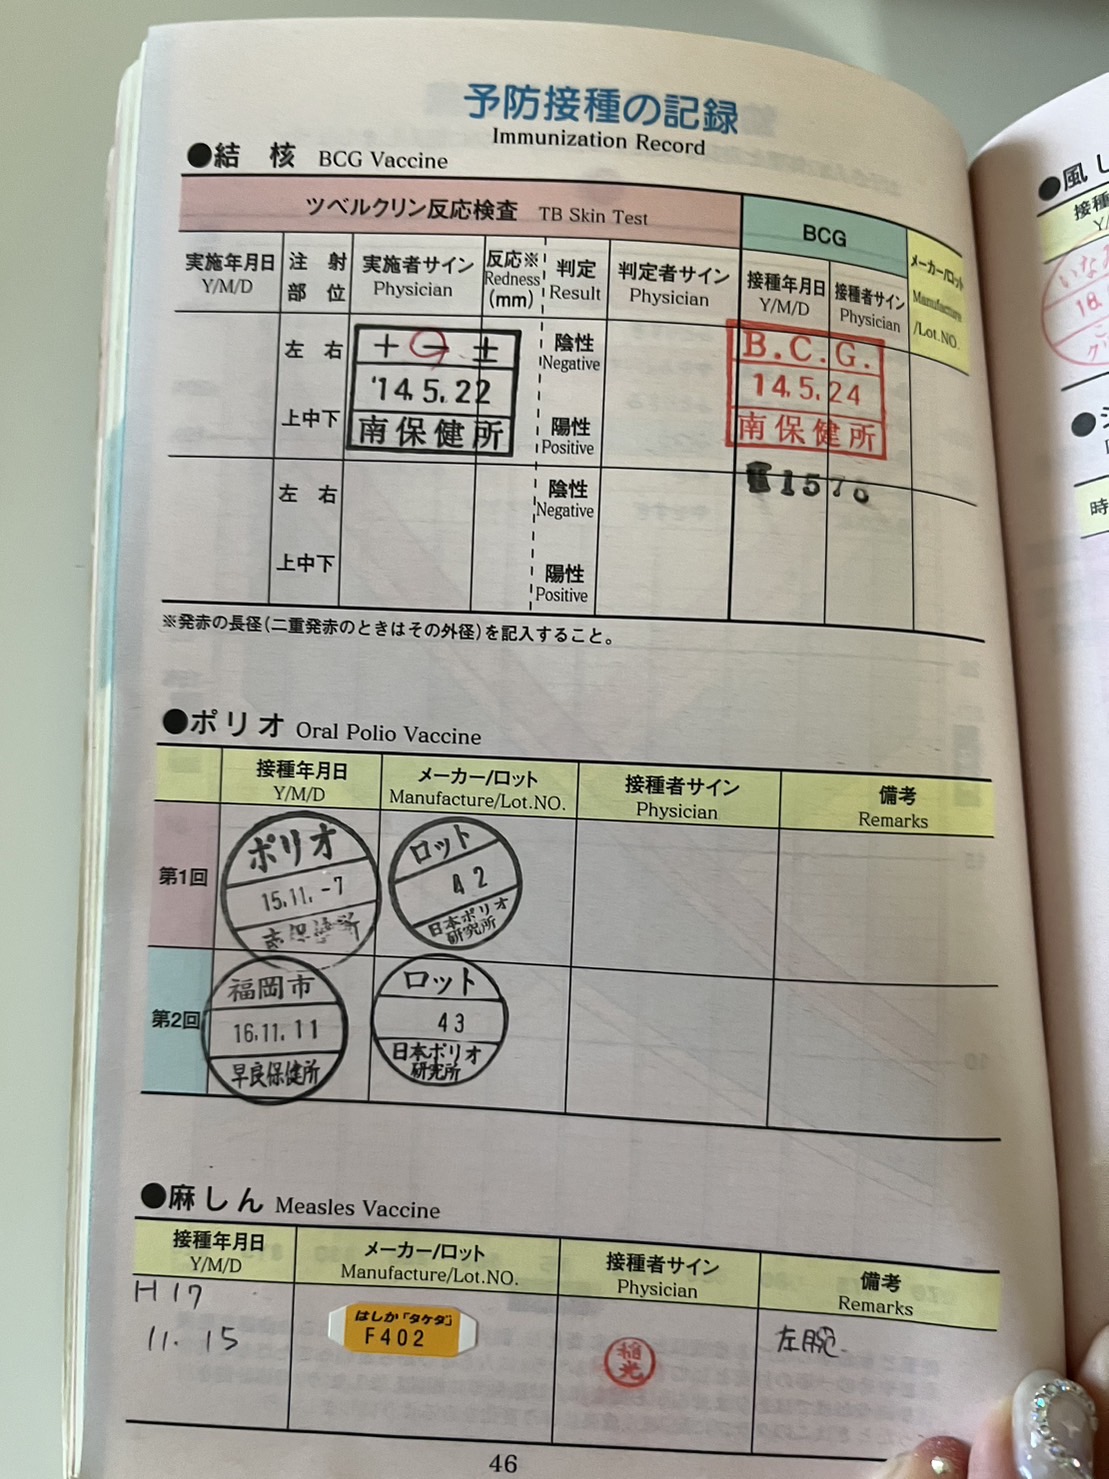 予防接種の記録
Immunization Record
●結 核 BCG Vaccine
ツベルクリン反応検査 TB Skin Test
BCG
メーカー/ロット
Manufacture
/Lot.NO.
実施年月日
Y/M/D
注 射
部 位
実施者サイン
Physician
反応※
Redness
(mm)
判定
Result
判定者サイン
Physician
接種年月日
Y/M/D
接種者サイン
Physician
左 右
上中下
+ - ±
'14.5.22
南保健所
陰性
Negative
陽性
Positive
B.C.G.
14.5.24
南保健所
157
左 右
上中下
陰性
Negative
陽性
Positive
※発赤の長径(二重発赤のときはその外径)を記入すること。
●ポリオ Oral Polio Vaccine
接種年月日
Y/M/D
メーカー/ロット
Manufacture/Lot.NO.
接種者サイン
Physician
備考
Remarks
第1回
ポリオ
15.11.-7
南保健所
ロット
42
日本ポリオ
研究所
第2回
福岡市
16.11.11
早良保健所
ロット
43
日本ポリオ
研究所
●麻しん Measles Vaccine
接種年月日
Y/M/D
メーカー/ロット
Manufacture/Lot.NO.
接種者サイン
Physician
備考
Remarks
H17
11.15
はしか「タケダ」
F402
稲光
左腕
46
●風し
接種
Y/
いな
18.
ク
時